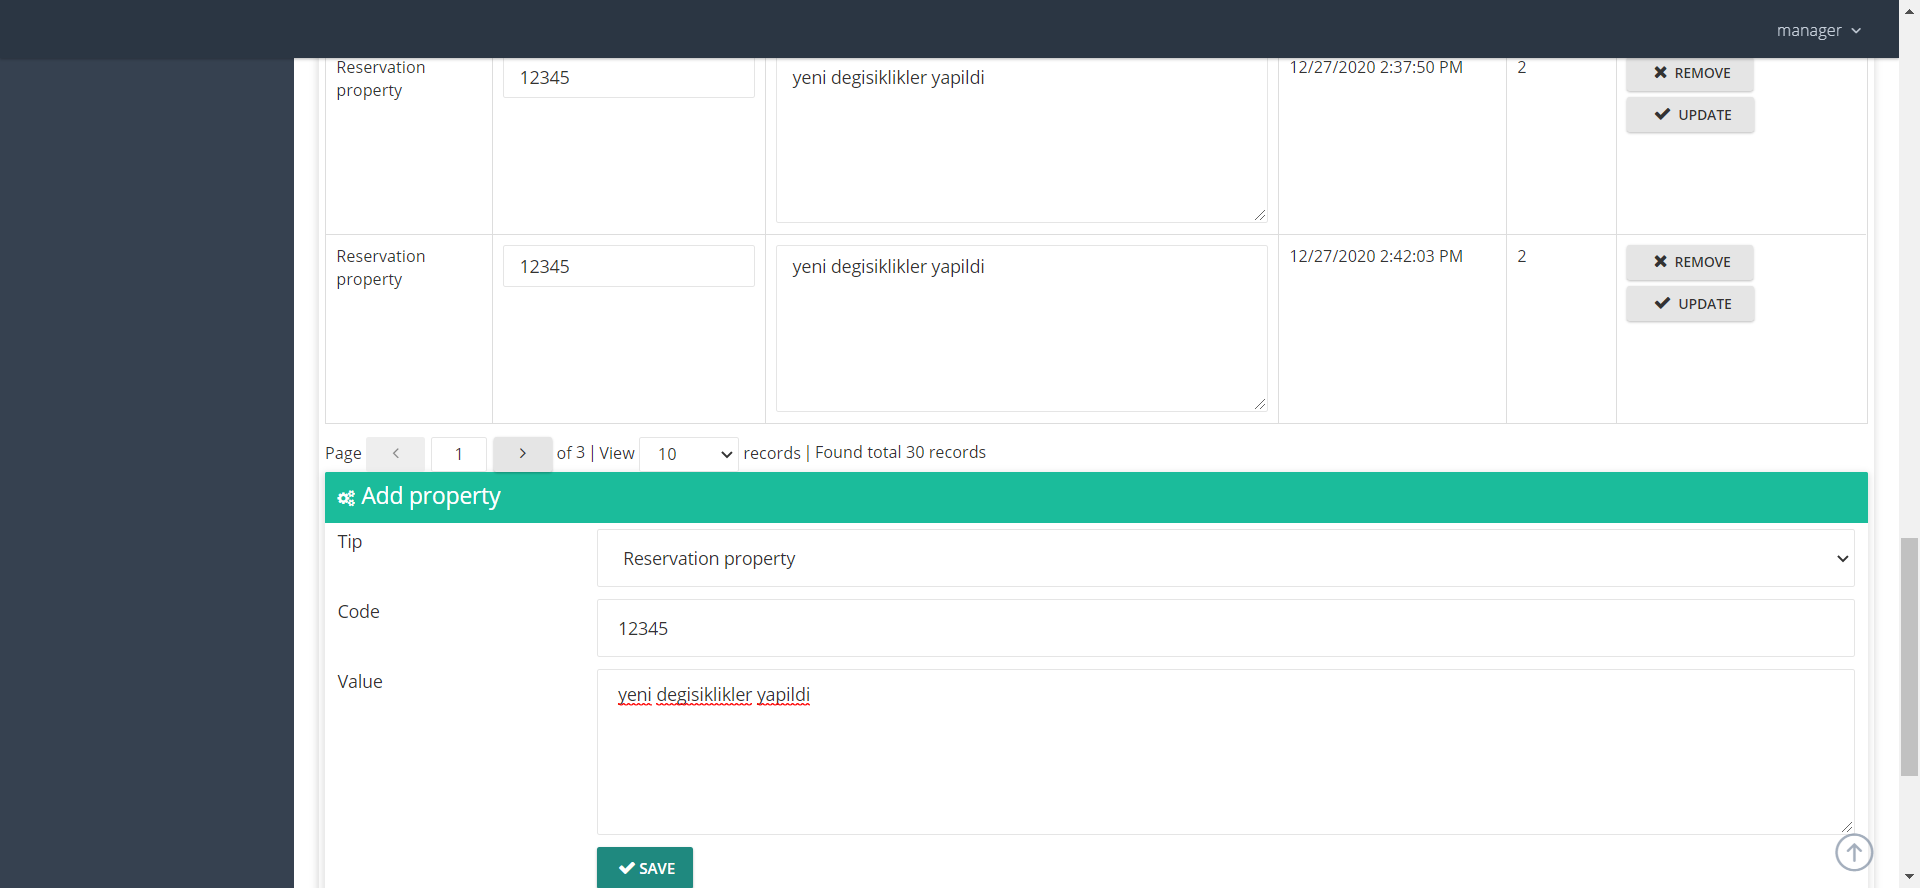 manager
Reservation property
12345
yeni degisiklikler yapildi
12/27/2020 2:37:50 PM
2
REMOVE
UPDATE
Reservation property
12345
yeni degisiklikler yapildi
12/27/2020 2:42:03 PM
2
REMOVE
UPDATE
Page < 1 > of 3 | View 10 records | Found total 30 records
Add property
Tip
Reservation property
Code
12345
Value
yeni degisiklikler yapildi
SAVE